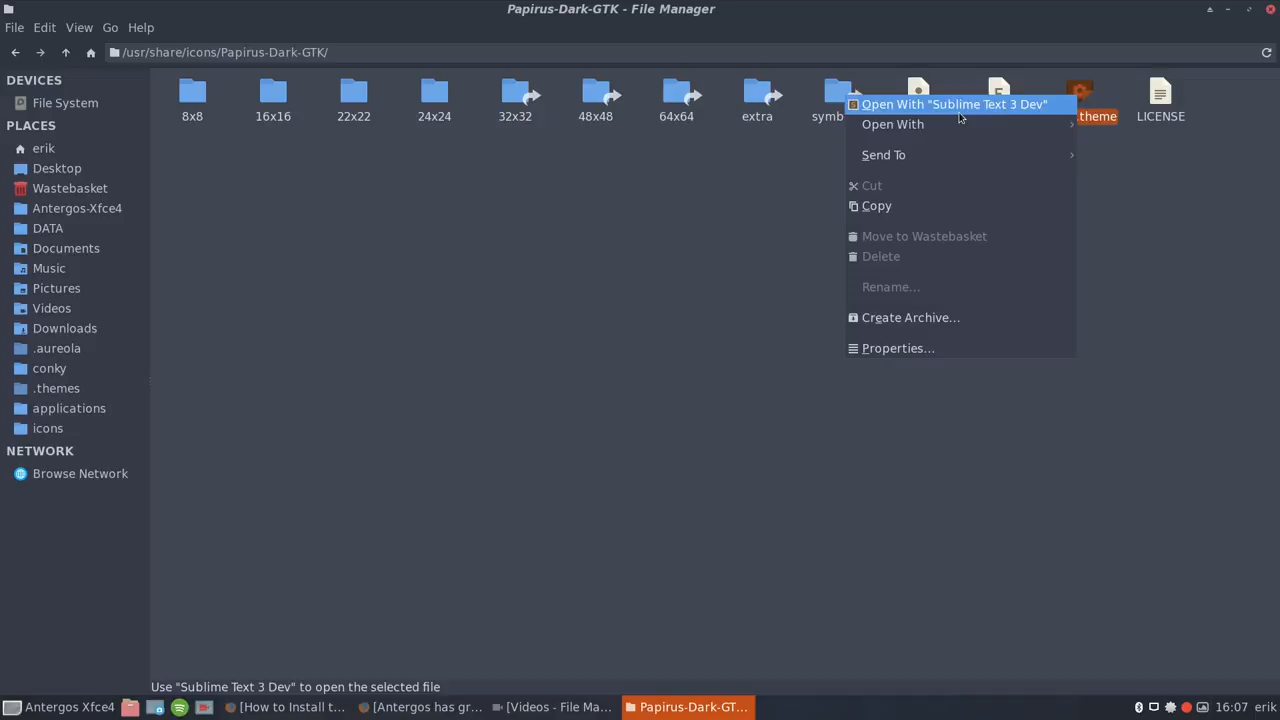 Papirus-Dark-GTK - File Manager
File Edit View Go Help
/usr/share/icons/Papirus-Dark-GTK/
DEVICES
File System
PLACES
erik
Desktop
Wastebasket
Antergos-Xfce4
DATA
Documents
Music
Pictures
Videos
Downloads
.aureola
conky
.themes
applications
icons
NETWORK
Browse Network
8x8 16x16 22x22 24x24 32x32 48x48 64x64 extra symb .theme LICENSE
Open With "Sublime Text 3 Dev"
Open With
Send To
Cut
Copy
Move to Wastebasket
Delete
Rename...
Create Archive...
Properties...
Use "Sublime Text 3 Dev" to open the selected file
Antergos Xfce4 [How to Install t... [Antergos has gr... [Videos - File Ma... Papirus-Dark-GT... 16:07 erik